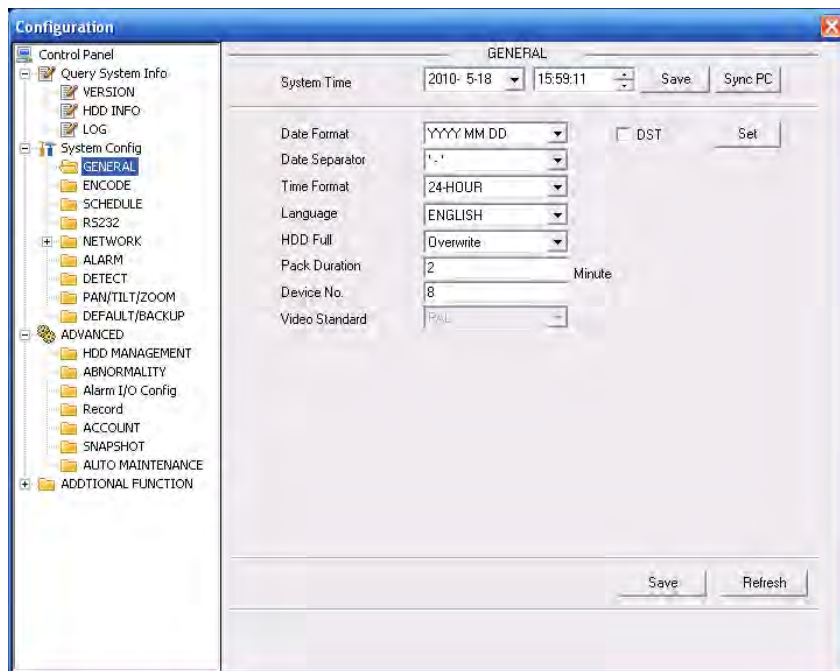 Configuration
Control Panel
Query System Info
VERSION
HDD INFO
LOG
System Config
GENERAL
ENCODE
SCHEDULE
RS232
NETWORK
ALARM
DETECT
PAN/TILT/ZOOM
DEFAULT/BACKUP
ADVANCED
HDD MANAGEMENT
ABNORMALITY
Alarm I/O Config
Record
ACCOUNT
SNAPSHOT
AUTO MAINTENANCE
ADDTIONAL FUNCTION
GENERAL
System Time 2010- 5-18 15:59:11 Save Sync PC
Date Format YYYY MM DD DST Set
Date Separator '-'
Time Format 24-HOUR
Language ENGLISH
HDD Full Overwrite
Pack Duration 2 Minute
Device No. 8
Video Standard PAL
Save Refresh